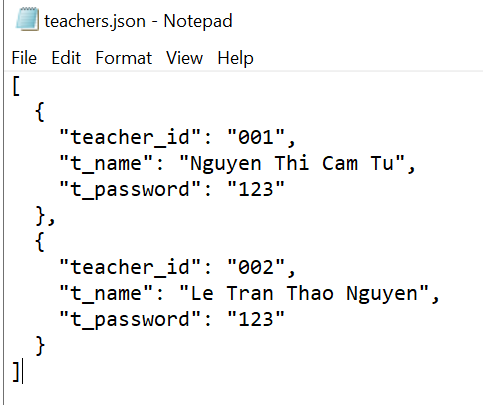 teachers.json - Notepad
File Edit Format View Help
[
  {
    "teacher_id": "001",
    "t_name": "Nguyen Thi Cam Tu",
    "t_password": "123"
  },
  {
    "teacher_id": "002",
    "t_name": "Le Tran Thao Nguyen",
    "t_password": "123"
  }
]